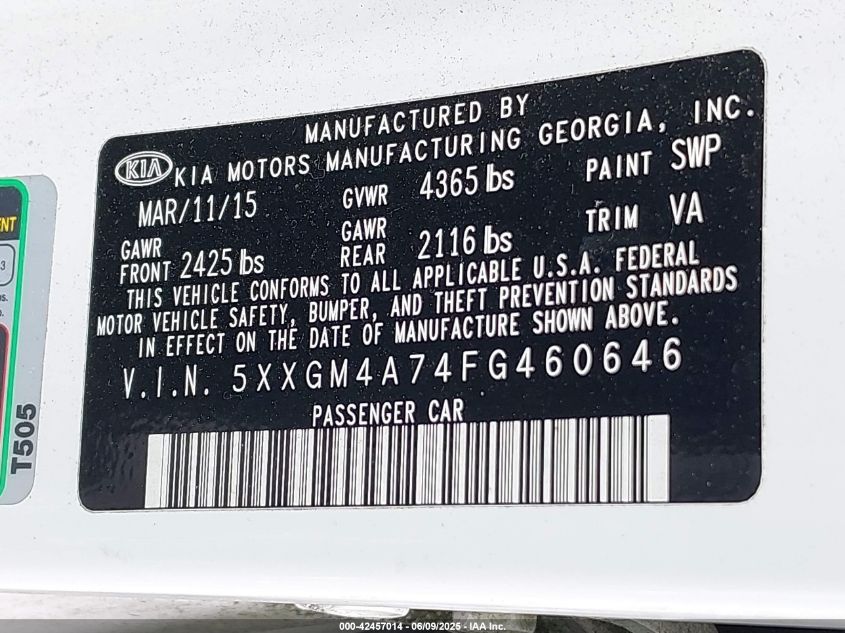 MANUFACTURED BY
KIA KIA MOTORS MANUFACTURING GEORGIA, INC.
MAR/11/15 GVWR 4365 lbs PAINT SWP
GAWR FRONT 2425 lbs GAWR REAR 2116 lbs TRIM VA
THIS VEHICLE CONFORMS TO ALL APPLICABLE U.S.A. FEDERAL
MOTOR VEHICLE SAFETY, BUMPER, AND THEFT PREVENTION STANDARDS
IN EFFECT ON THE DATE OF MANUFACTURE SHOWN ABOVE.
V.I.N. 5XXGM4A74FG460646
PASSENGER CAR
T505
000-42457014 - 06/09/2025 - IAA Inc.